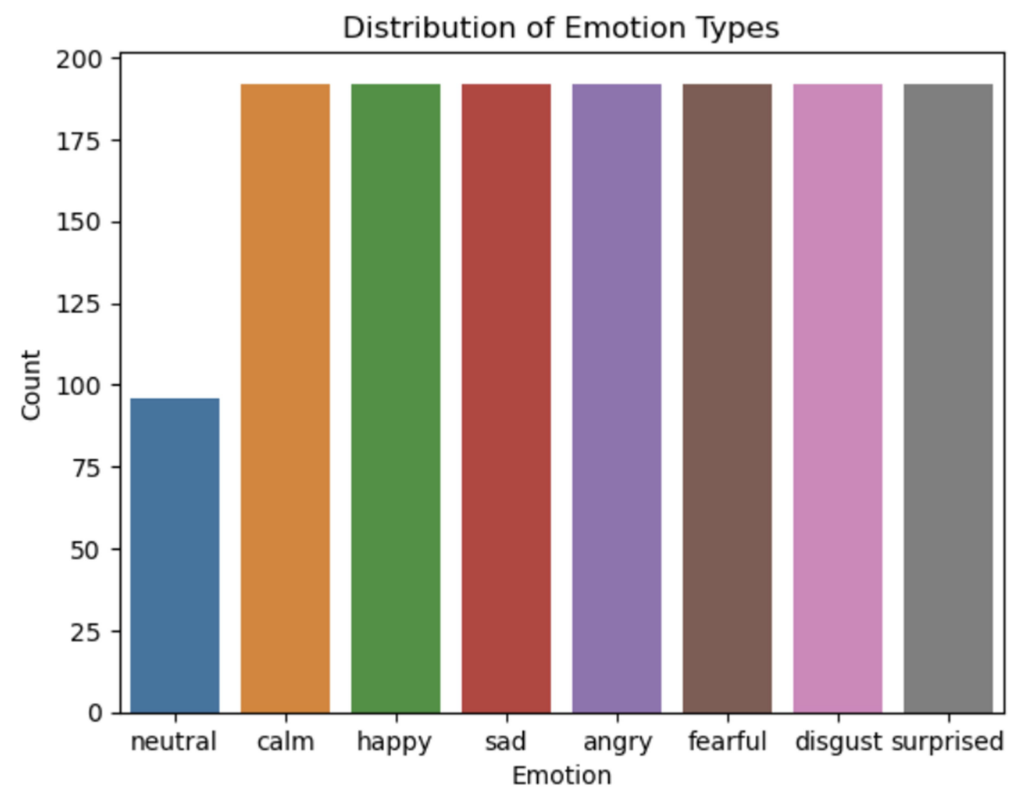 Distribution of Emotion Types
200
175
150
125
100
75
50
25
0
Count
neutral calm happy sad angry fearful disgust surprised
Emotion